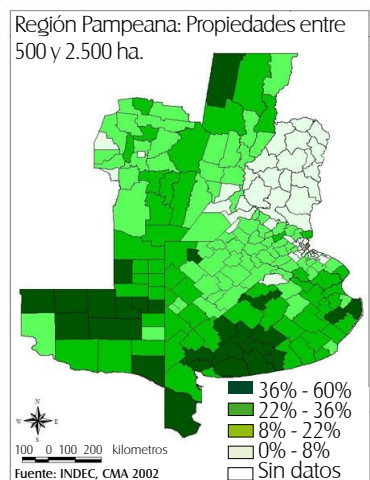 Región Pampeana: Propiedades entre
500 y 2.500 ha.
36% - 60%
22% - 36%
8% - 22%
0% - 8%
Sin datos
N
W E
S
100 0 100 200 kilometros
Fuente: INDEC, CMA 2002